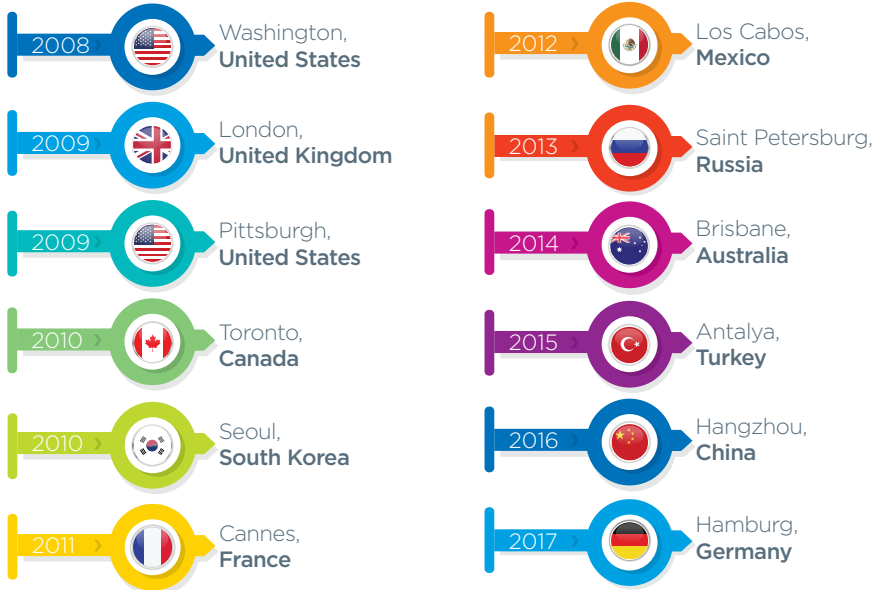 2008
Washington,
United States
2009
London,
United Kingdom
2009
Pittsburgh,
United States
2010
Toronto,
Canada
2010
Seoul,
South Korea
2011
Cannes,
France
2012
Los Cabos,
Mexico
2013
Saint Petersburg,
Russia
2014
Brisbane,
Australia
2015
Antalya,
Turkey
2016
Hangzhou,
China
2017
Hamburg,
Germany